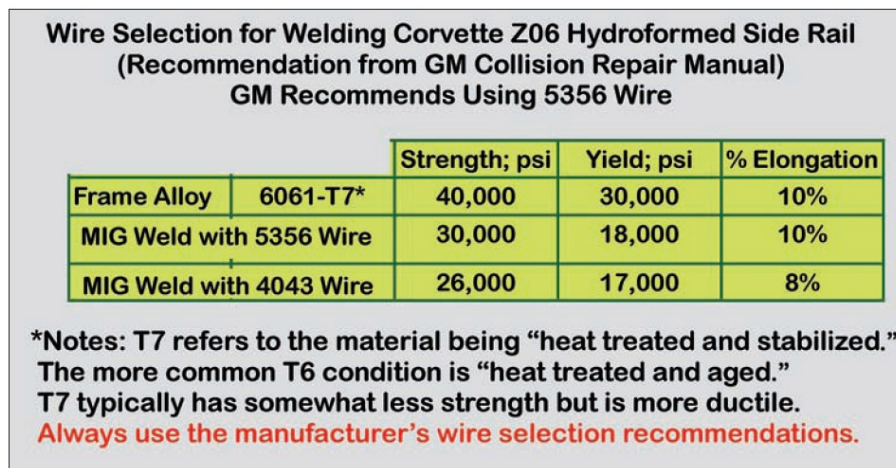 Wire Selection for Welding Corvette Z06 Hydroformed Side Rail
(Recommendation from GM Collision Repair Manual)
GM Recommends Using 5356 Wire
Strength; psi Yield; psi % Elongation
Frame Alloy 6061-T7* 40,000 30,000 10%
MIG Weld with 5356 Wire 30,000 18,000 10%
MIG Weld with 4043 Wire 26,000 17,000 8%
*Notes: T7 refers to the material being “heat treated and stabilized.”
The more common T6 condition is “heat treated and aged.”
T7 typically has somewhat less strength but is more ductile.
Always use the manufacturer’s wire selection recommendations.